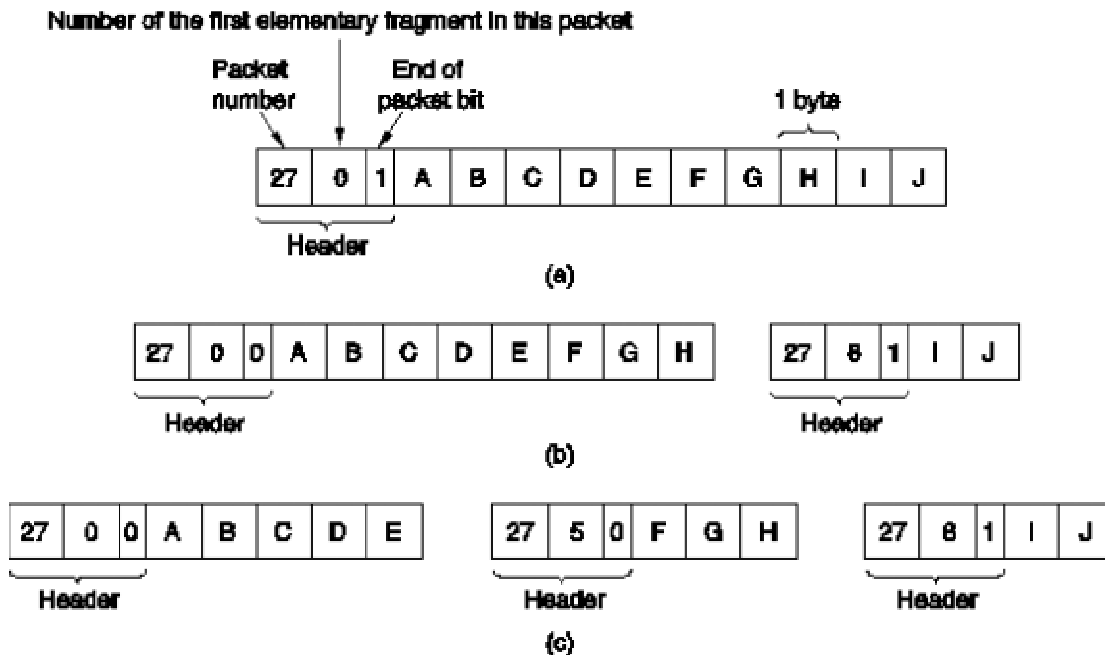 Number of the first elementary fragment in this packet
Packet number
End of packet bit
1 byte
27 0 1 A B C D E F G H I J
Header
(a)
27 0 0 A B C D E F G H
27 8 1 I J
Header
Header
(b)
27 0 0 A B C D E
27 5 0 F G H
27 8 1 I J
Header
Header
Header
(c)